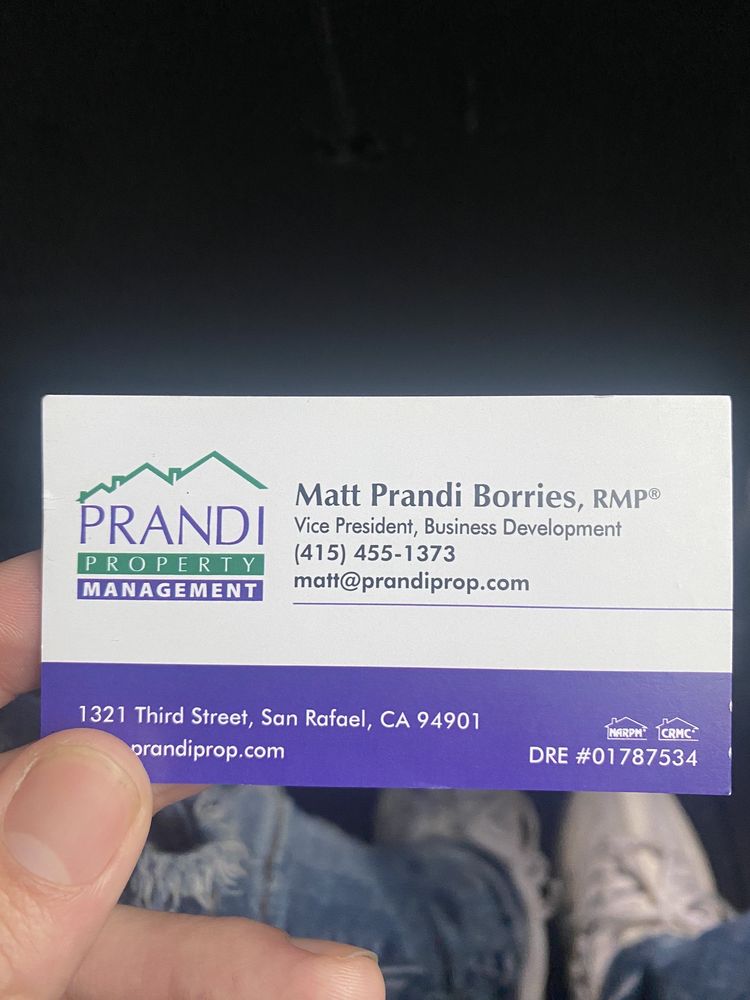 PRANDI
PROPERTY
MANAGEMENT
Matt Prandi Borries, RMP®
Vice President, Business Development
(415) 455-1373
matt@prandiprop.com
1321 Third Street, San Rafael, CA 94901
prandiprop.com
NARPM® CRMC®
DRE #01787534